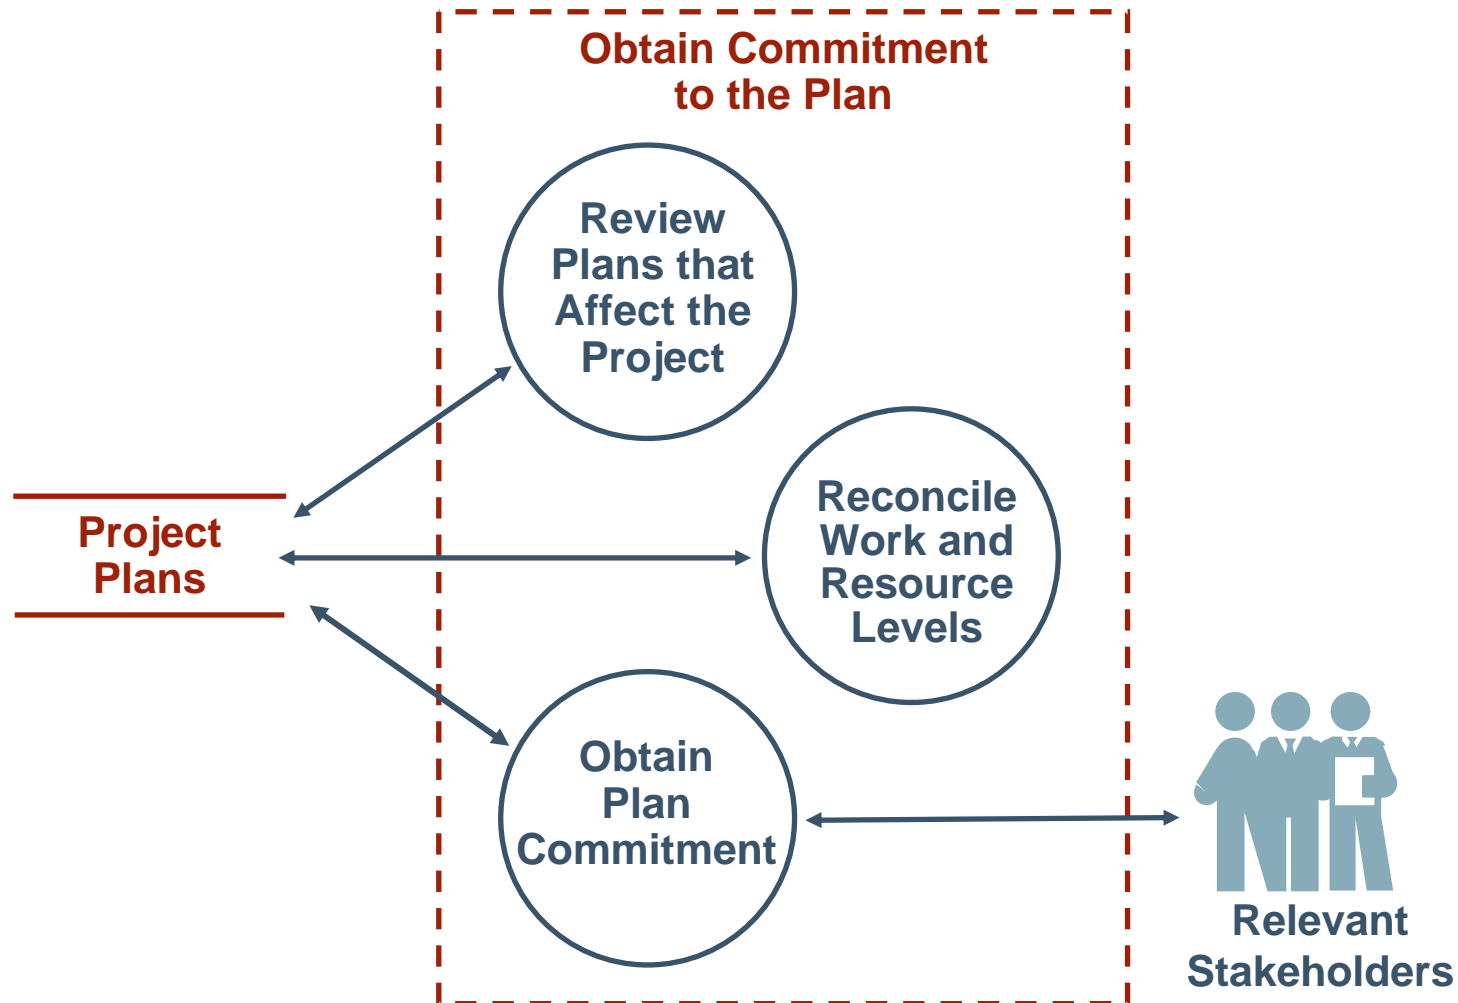 Obtain Commitment
to the Plan
Review
Plans that
Affect the
Project
Reconcile
Work and
Resource
Levels
Project
Plans
Obtain
Plan
Commitment
Relevant
Stakeholders